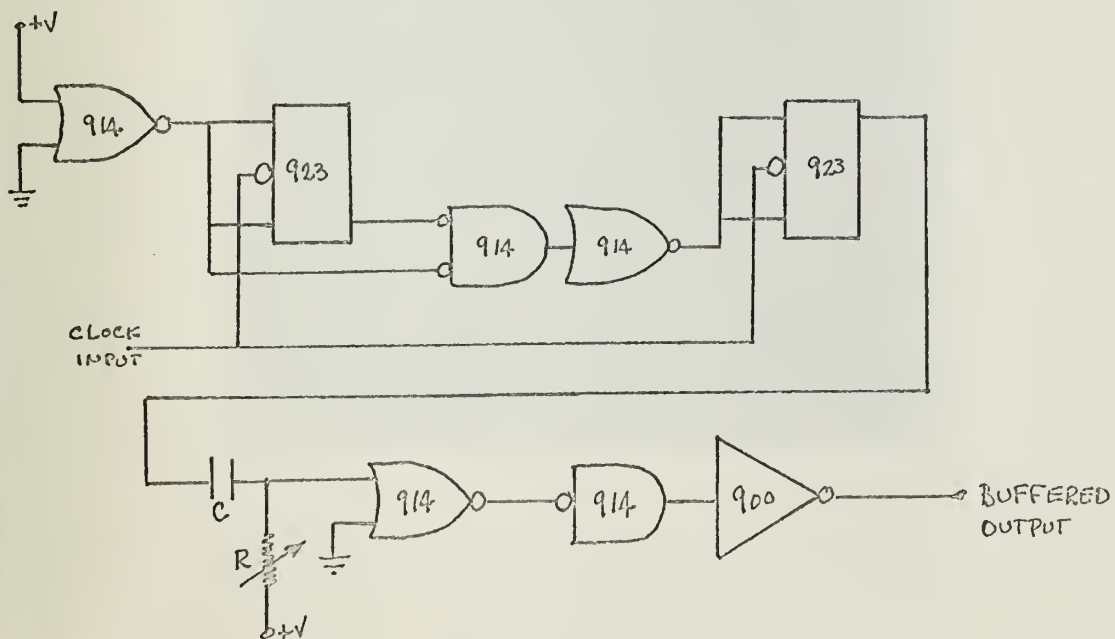 +V
914
923
914
914
923
CLOCK
INPUT
C
R
+V
914
914
900
BUFFERED
OUTPUT